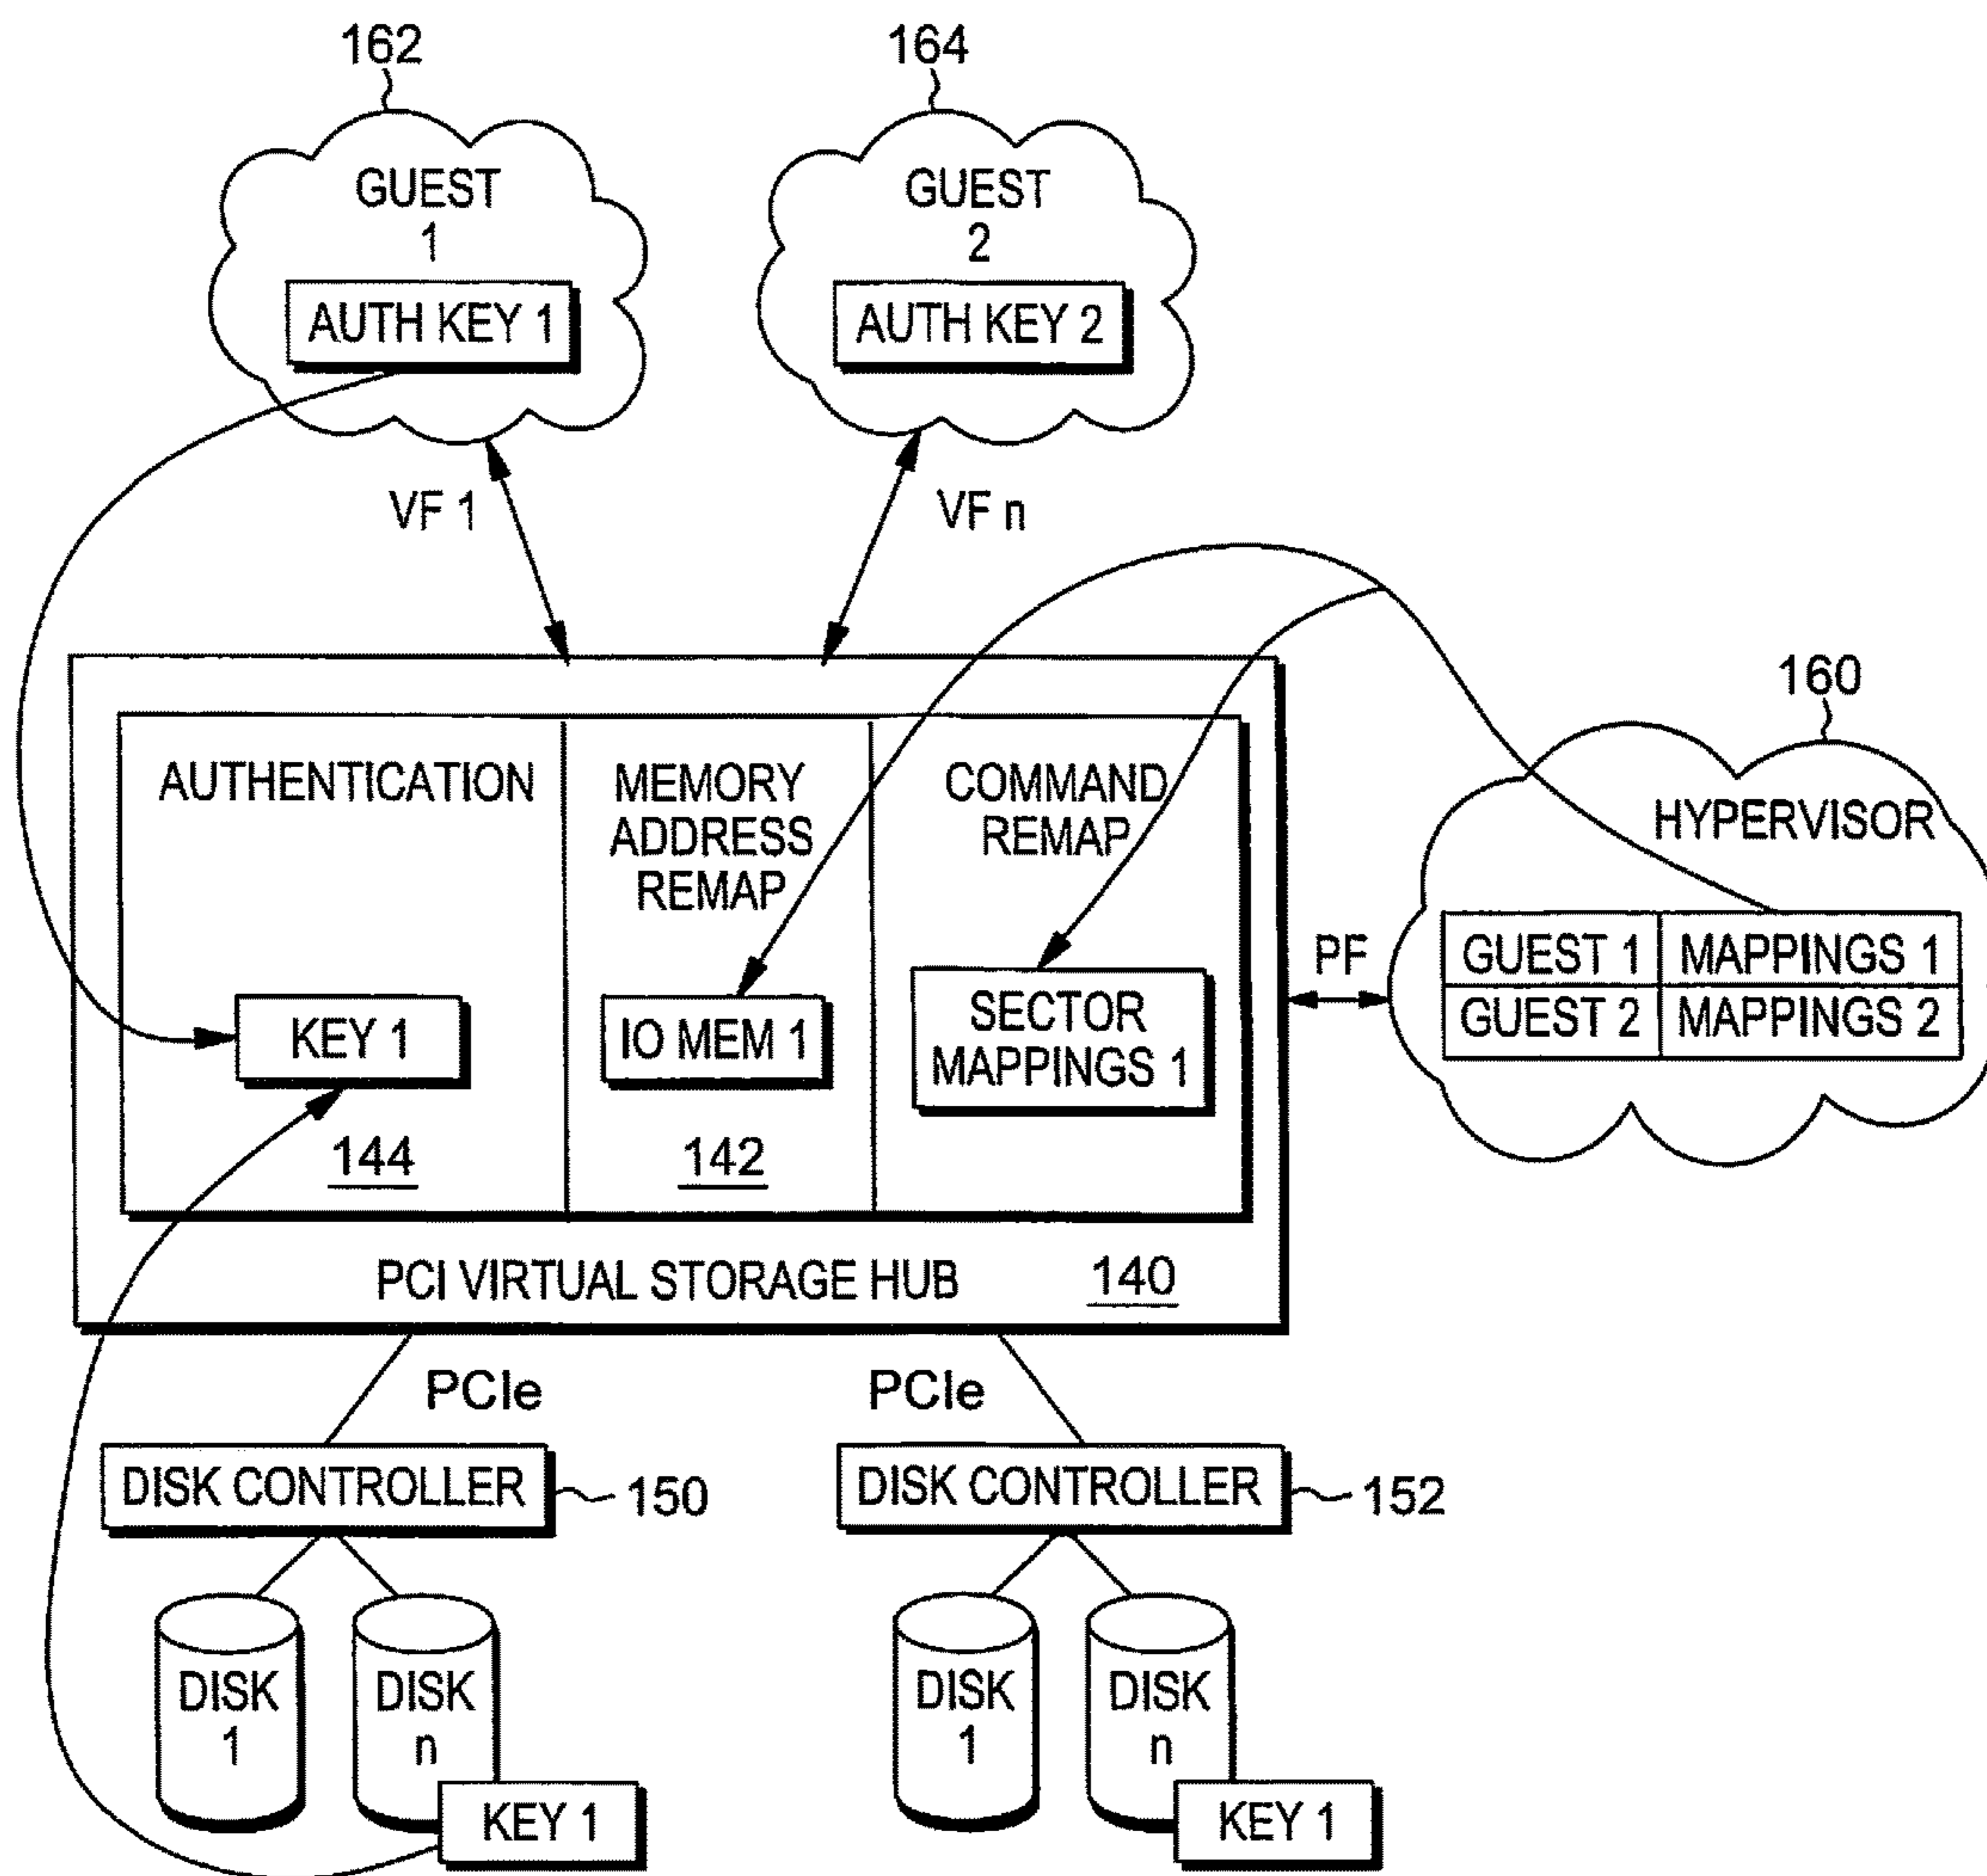 162
164
GUEST
1
AUTH KEY 1
GUEST
2
AUTH KEY 2
VF 1
VF n
160
AUTHENTICATION
KEY 1
144
MEMORY
ADDRESS
REMAP
IO MEM 1
142
COMMAND
REMAP
SECTOR
MAPPINGS 1
PCI VIRTUAL STORAGE HUB 140
PF
HYPERVISOR
GUEST 1 MAPPINGS 1
GUEST 2 MAPPINGS 2
PCIe
PCIe
DISK CONTROLLER
150
DISK CONTROLLER
152
DISK
1
DISK
n
KEY 1
DISK
1
DISK
n
KEY 1